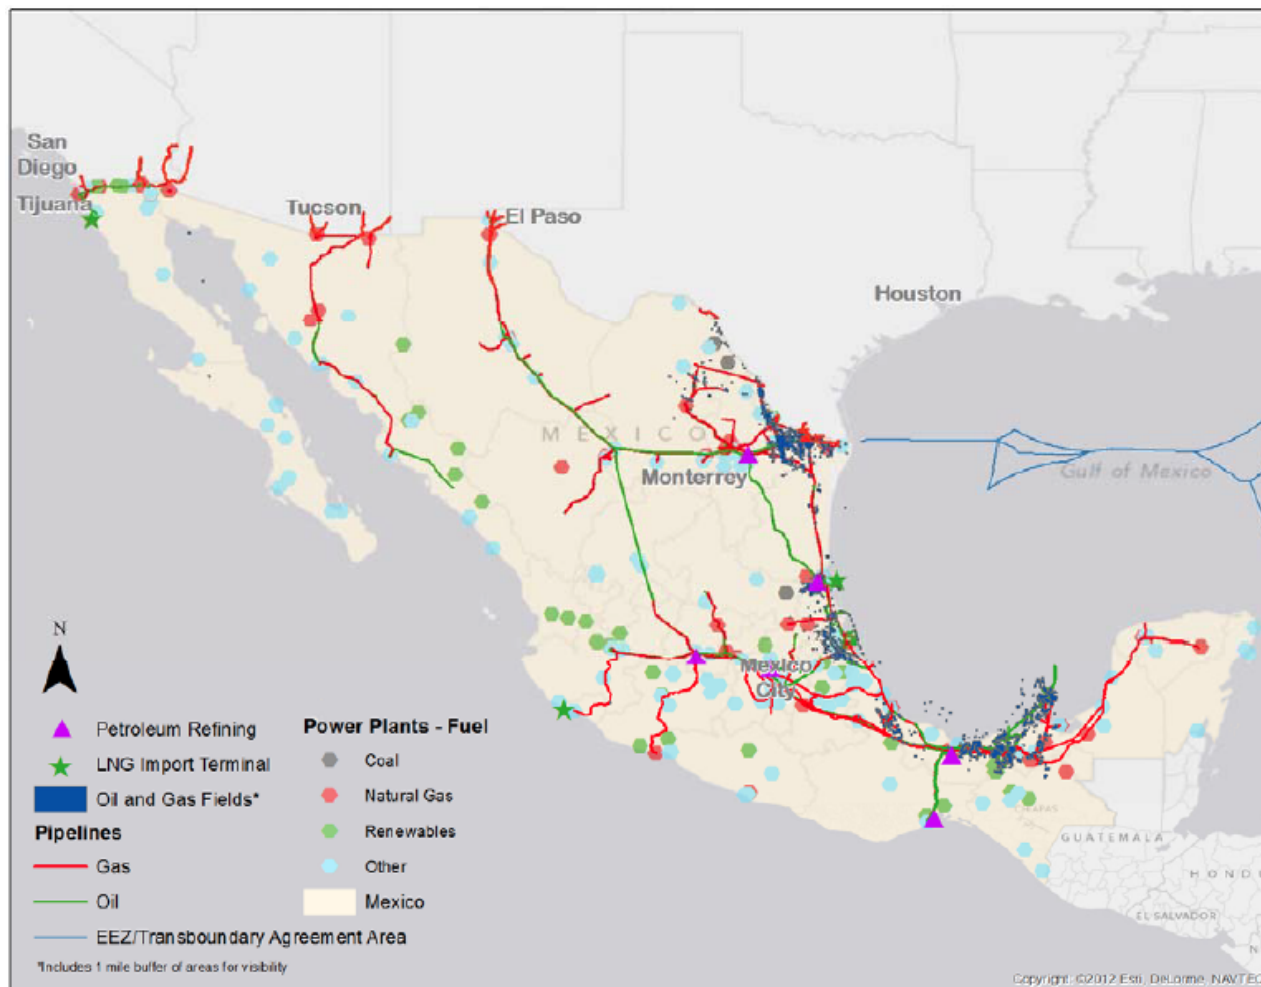 San
Diego
Tijuana
Tucson
El Paso
Houston
MEXICO
Monterrey
Gulf of Mexico
Mexico
City
N
Petroleum Refining
LNG Import Terminal
Oil and Gas Fields*
Pipelines
Gas
Oil
EEZ/Transboundary Agreement Area
*Includes 1 mile buffer of areas for visibility
Power Plants - Fuel
Coal
Natural Gas
Renewables
Other
Mexico
CHIAPAS
GUATEMALA
HONDU
EL SALVADOR
N
Copyright: ©2012 Esri, DeLorme, NAVTEQ